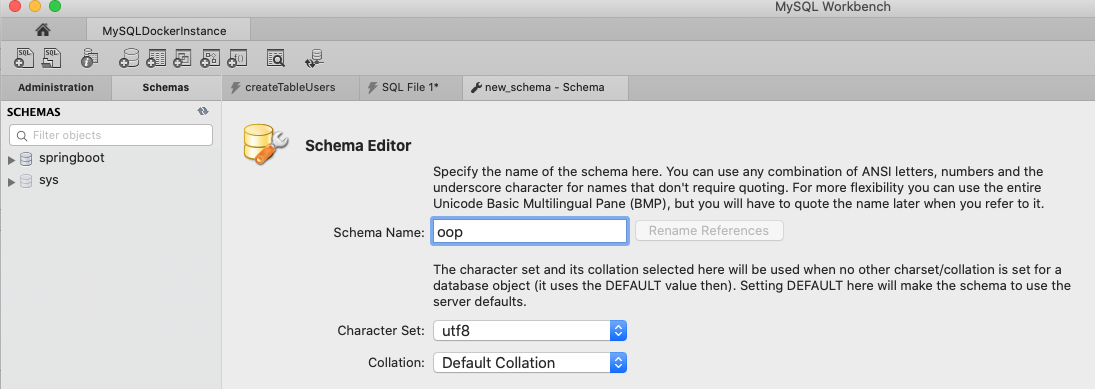 MySQL Workbench
MySQLDockerInstance
SQL SQL
Administration Schemas createTableUsers SQL File 1* new_schema - Schema
SCHEMAS
Filter objects
springboot
sys
Schema Editor
Specify the name of the schema here. You can use any combination of ANSI letters, numbers and the
underscore character for names that don't require quoting. For more flexibility you can use the entire
Unicode Basic Multilingual Pane (BMP), but you will have to quote the name later when you refer to it.
Schema Name: oop Rename References
The character set and its collation selected here will be used when no other charset/collation is set for a
database object (it uses the DEFAULT value then). Setting DEFAULT here will make the schema to use the
server defaults.
Character Set: utf8
Collation: Default Collation